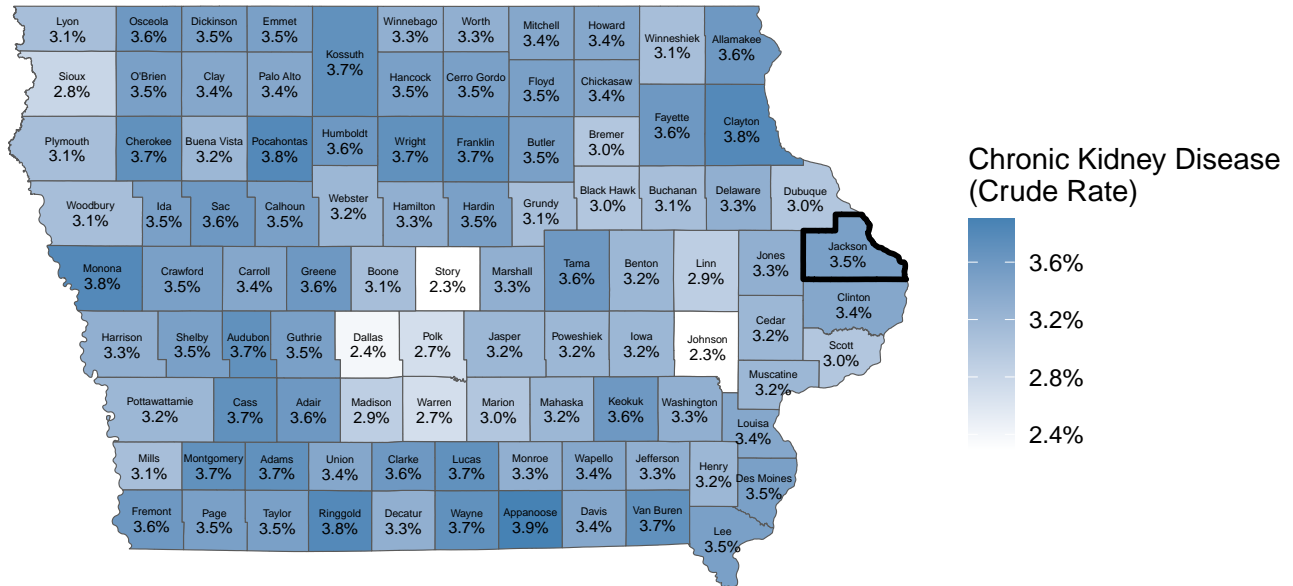 Lyon
3.1%
Osceola
3.6%
Dickinson
3.5%
Emmet
3.5%
Kossuth
3.7%
Winnebago
3.3%
Worth
3.3%
Mitchell
3.4%
Howard
3.4%
Winneshiek
3.1%
Allamakee
3.6%
Sioux
2.8%
O'Brien
3.5%
Clay
3.4%
Palo Alto
3.4%
Hancock
3.5%
Cerro Gordo
3.5%
Floyd
3.5%
Chickasaw
3.4%
Plymouth
3.1%
Cherokee
3.7%
Buena Vista
3.2%
Pocahontas
3.8%
Humboldt
3.6%
Wright
3.7%
Franklin
3.7%
Butler
3.5%
Bremer
3.0%
Fayette
3.6%
Clayton
3.8%
Woodbury
3.1%
Ida
3.5%
Sac
3.6%
Calhoun
3.5%
Webster
3.2%
Hamilton
3.3%
Hardin
3.5%
Grundy
3.1%
Black Hawk
3.0%
Buchanan
3.1%
Delaware
3.3%
Dubuque
3.0%
Monona
3.8%
Crawford
3.5%
Carroll
3.4%
Greene
3.6%
Boone
3.1%
Story
2.3%
Marshall
3.3%
Tama
3.6%
Benton
3.2%
Linn
2.9%
Jones
3.3%
Jackson
3.5%
Clinton
3.4%
Harrison
3.3%
Shelby
3.5%
Audubon
3.7%
Guthrie
3.5%
Dallas
2.4%
Polk
2.7%
Jasper
3.2%
Poweshiek
3.2%
Iowa
3.2%
Johnson
2.3%
Cedar
3.2%
Scott
3.0%
Muscatine
3.2%
Pottawattamie
3.2%
Cass
3.7%
Adair
3.6%
Madison
2.9%
Warren
2.7%
Marion
3.0%
Mahaska
3.2%
Keokuk
3.6%
Washington
3.3%
Louisa
3.4%
Mills
3.1%
Montgomery
3.7%
Adams
3.7%
Union
3.4%
Clarke
3.6%
Lucas
3.7%
Monroe
3.3%
Wapello
3.4%
Jefferson
3.3%
Henry
3.2%
Des Moines
3.5%
Fremont
3.6%
Page
3.5%
Taylor
3.5%
Ringgold
3.8%
Decatur
3.3%
Wayne
3.7%
Appanoose
3.9%
Davis
3.4%
Van Buren
3.7%
Lee
3.5%
Chronic Kidney Disease
(Crude Rate)
3.6%
3.2%
2.8%
2.4%